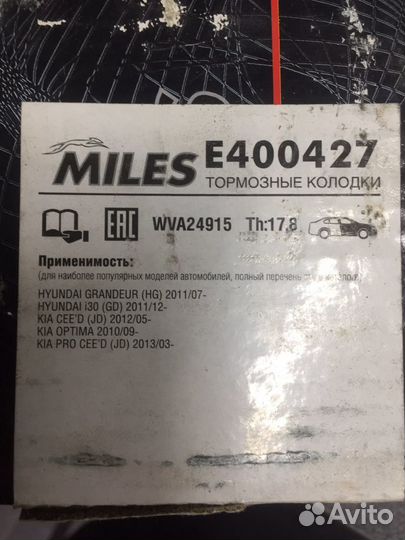 MILES E400427
ТОРМОЗНЫЕ КОЛОДКИ
EAC WVA24915 Th:17,8
Применимость:
(для наиболее популярных моделей автомобилей, полный перечень в каталоге)
HYUNDAI GRANDEUR (HG) 2011/07-
HYUNDAI i30 (GD) 2011/12-
KIA CEE'D (JD) 2012/05-
KIA OPTIMA 2010/09-
KIA PRO CEE'D (JD) 2013/03-
Avito